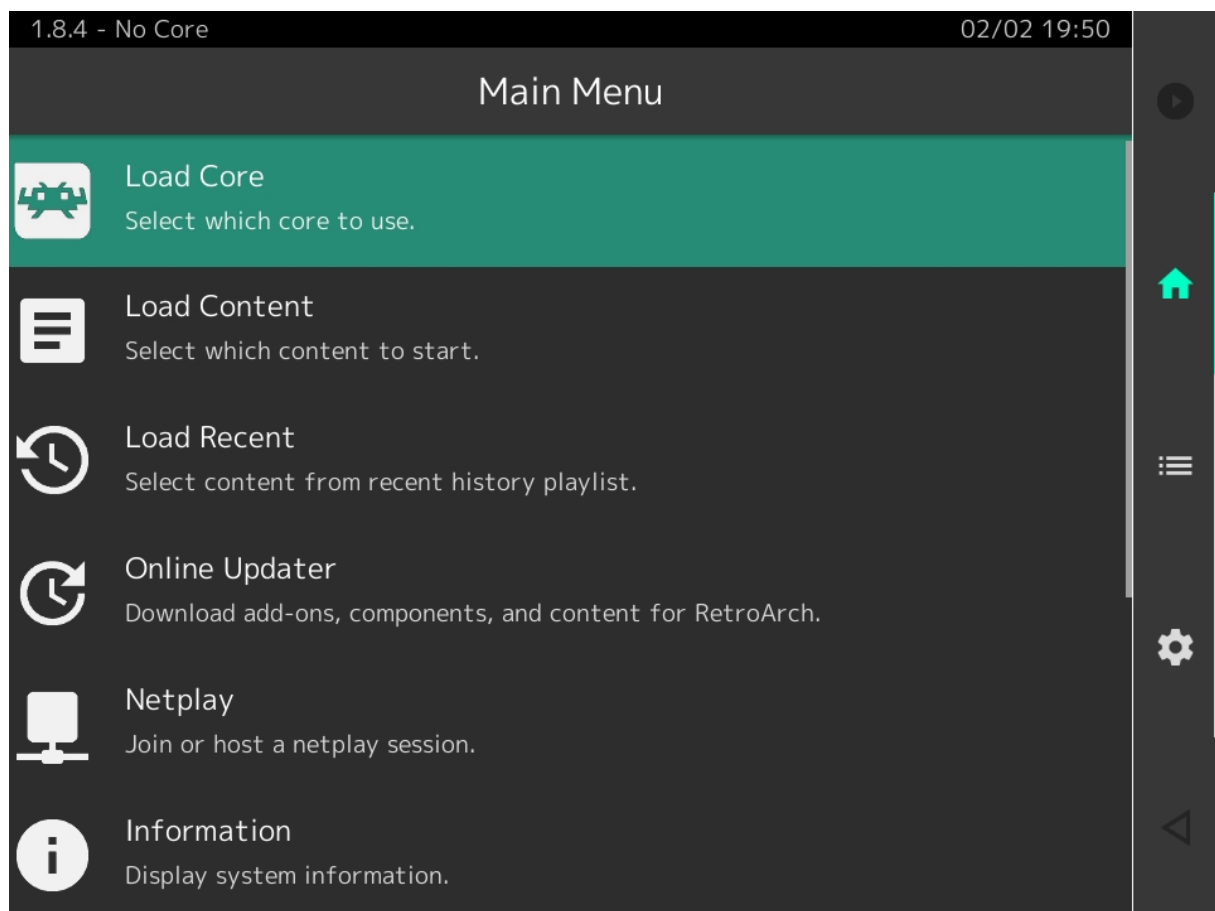 1.8.4 - No Core
02/02 19:50
Main Menu
Load Core
Select which core to use.
Load Content
Select which content to start.
Load Recent
Select content from recent history playlist.
Online Updater
Download add-ons, components, and content for RetroArch.
Netplay
Join or host a netplay session.
Information
Display system information.